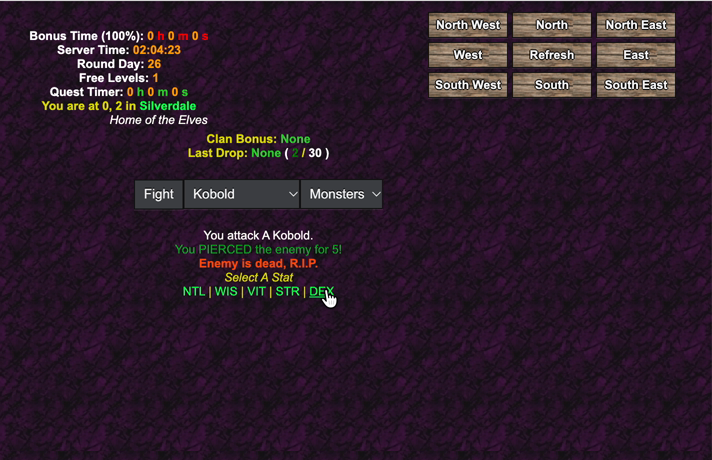 Bonus Time (100%): 0 h 0 m 0 s
Server Time: 02:04:23
Round Day: 26
Free Levels: 1
Quest Timer: 0 h 0 m 0 s
You are at 0, 2 in Silverdale
Home of the Elves
Clan Bonus: None
Last Drop: None ( 2 / 30 )
Fight Kobold Monsters
You attack A Kobold.
You PIERCED the enemy for 5!
Enemy is dead, R.I.P.
Select A Stat
NTL | WIS | VIT | STR | DEX
North West North North East
West Refresh East
South West South South East